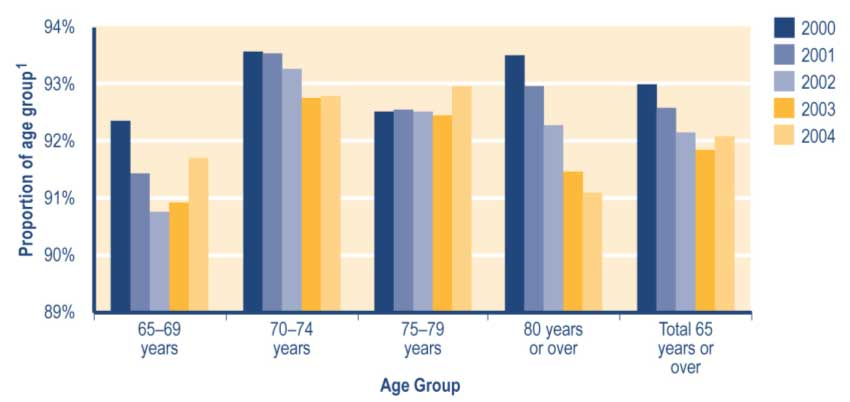 94%
93%
92%
91%
90%
89%
Proportion of age group1
2000
2001
2002
2003
2004
65–69
years
70–74
years
75–79
years
80 years
or over
Total 65
years or
over
Age Group